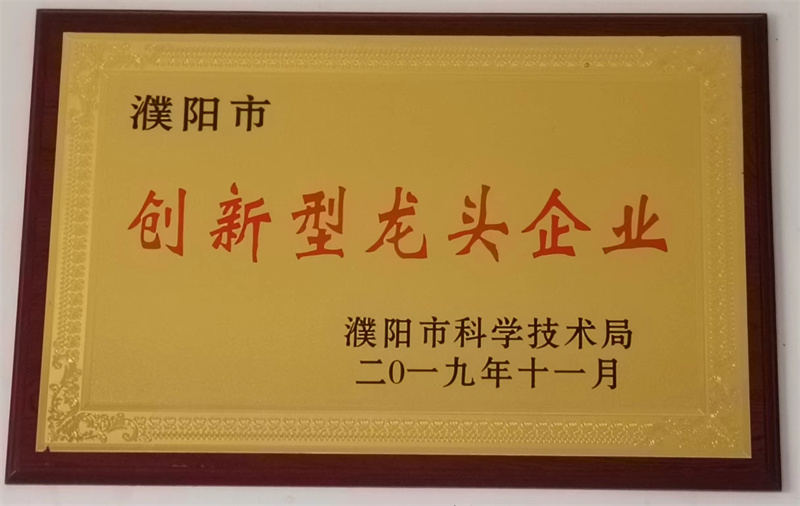 濮阳市
创新型龙头企业
濮阳市科学技术局
二0一九年十一月